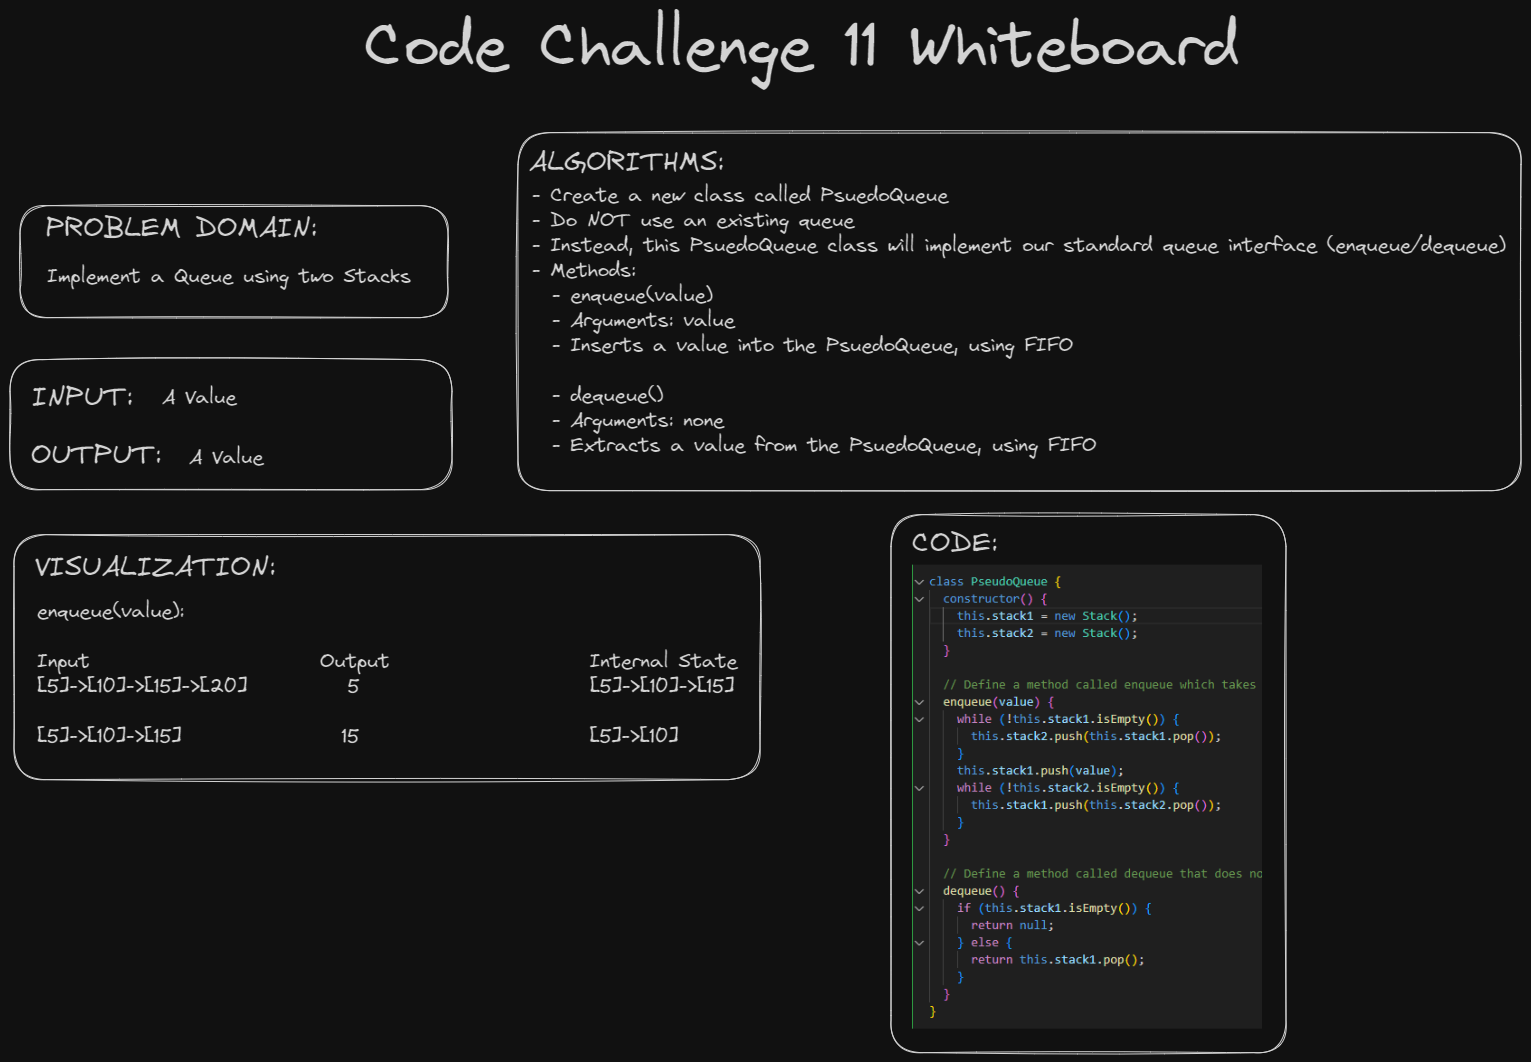 Code Challenge 11 Whiteboard
PROBLEM DOMAIN:
Implement a Queue using two Stacks
INPUT: A Value
OUTPUT: A Value
ALGORITHMS:
- Create a new class called PsuedoQueue
- Do NOT use an existing queue
- Instead, this PsuedoQueue class will implement our standard queue interface (enqueue/dequeue)
- Methods:
- enqueue(value)
- Arguments: value
- Inserts a value into the PsuedoQueue, using FIFO
- dequeue()
- Arguments: none
- Extracts a value from the PsuedoQueue, using FIFO
VISUALIZATION:
enqueue(value):
Input Output Internal State
[5]->[10]->[15]->[20] 5 [5]->[10]->[15]
[5]->[10]->[15] 15 [5]->[10]
CODE:
class PseudoQueue {
constructor() {
this.stack1 = new Stack();
this.stack2 = new Stack();
}
// Define a method called enqueue which takes
enqueue(value) {
while (!this.stack1.isEmpty()) {
this.stack2.push(this.stack1.pop());
}
this.stack1.push(value);
while (!this.stack2.isEmpty()) {
this.stack1.push(this.stack2.pop());
}
}
// Define a method called dequeue that does no
dequeue() {
if (this.stack1.isEmpty()) {
return null;
} else {
return this.stack1.pop();
}
}
}